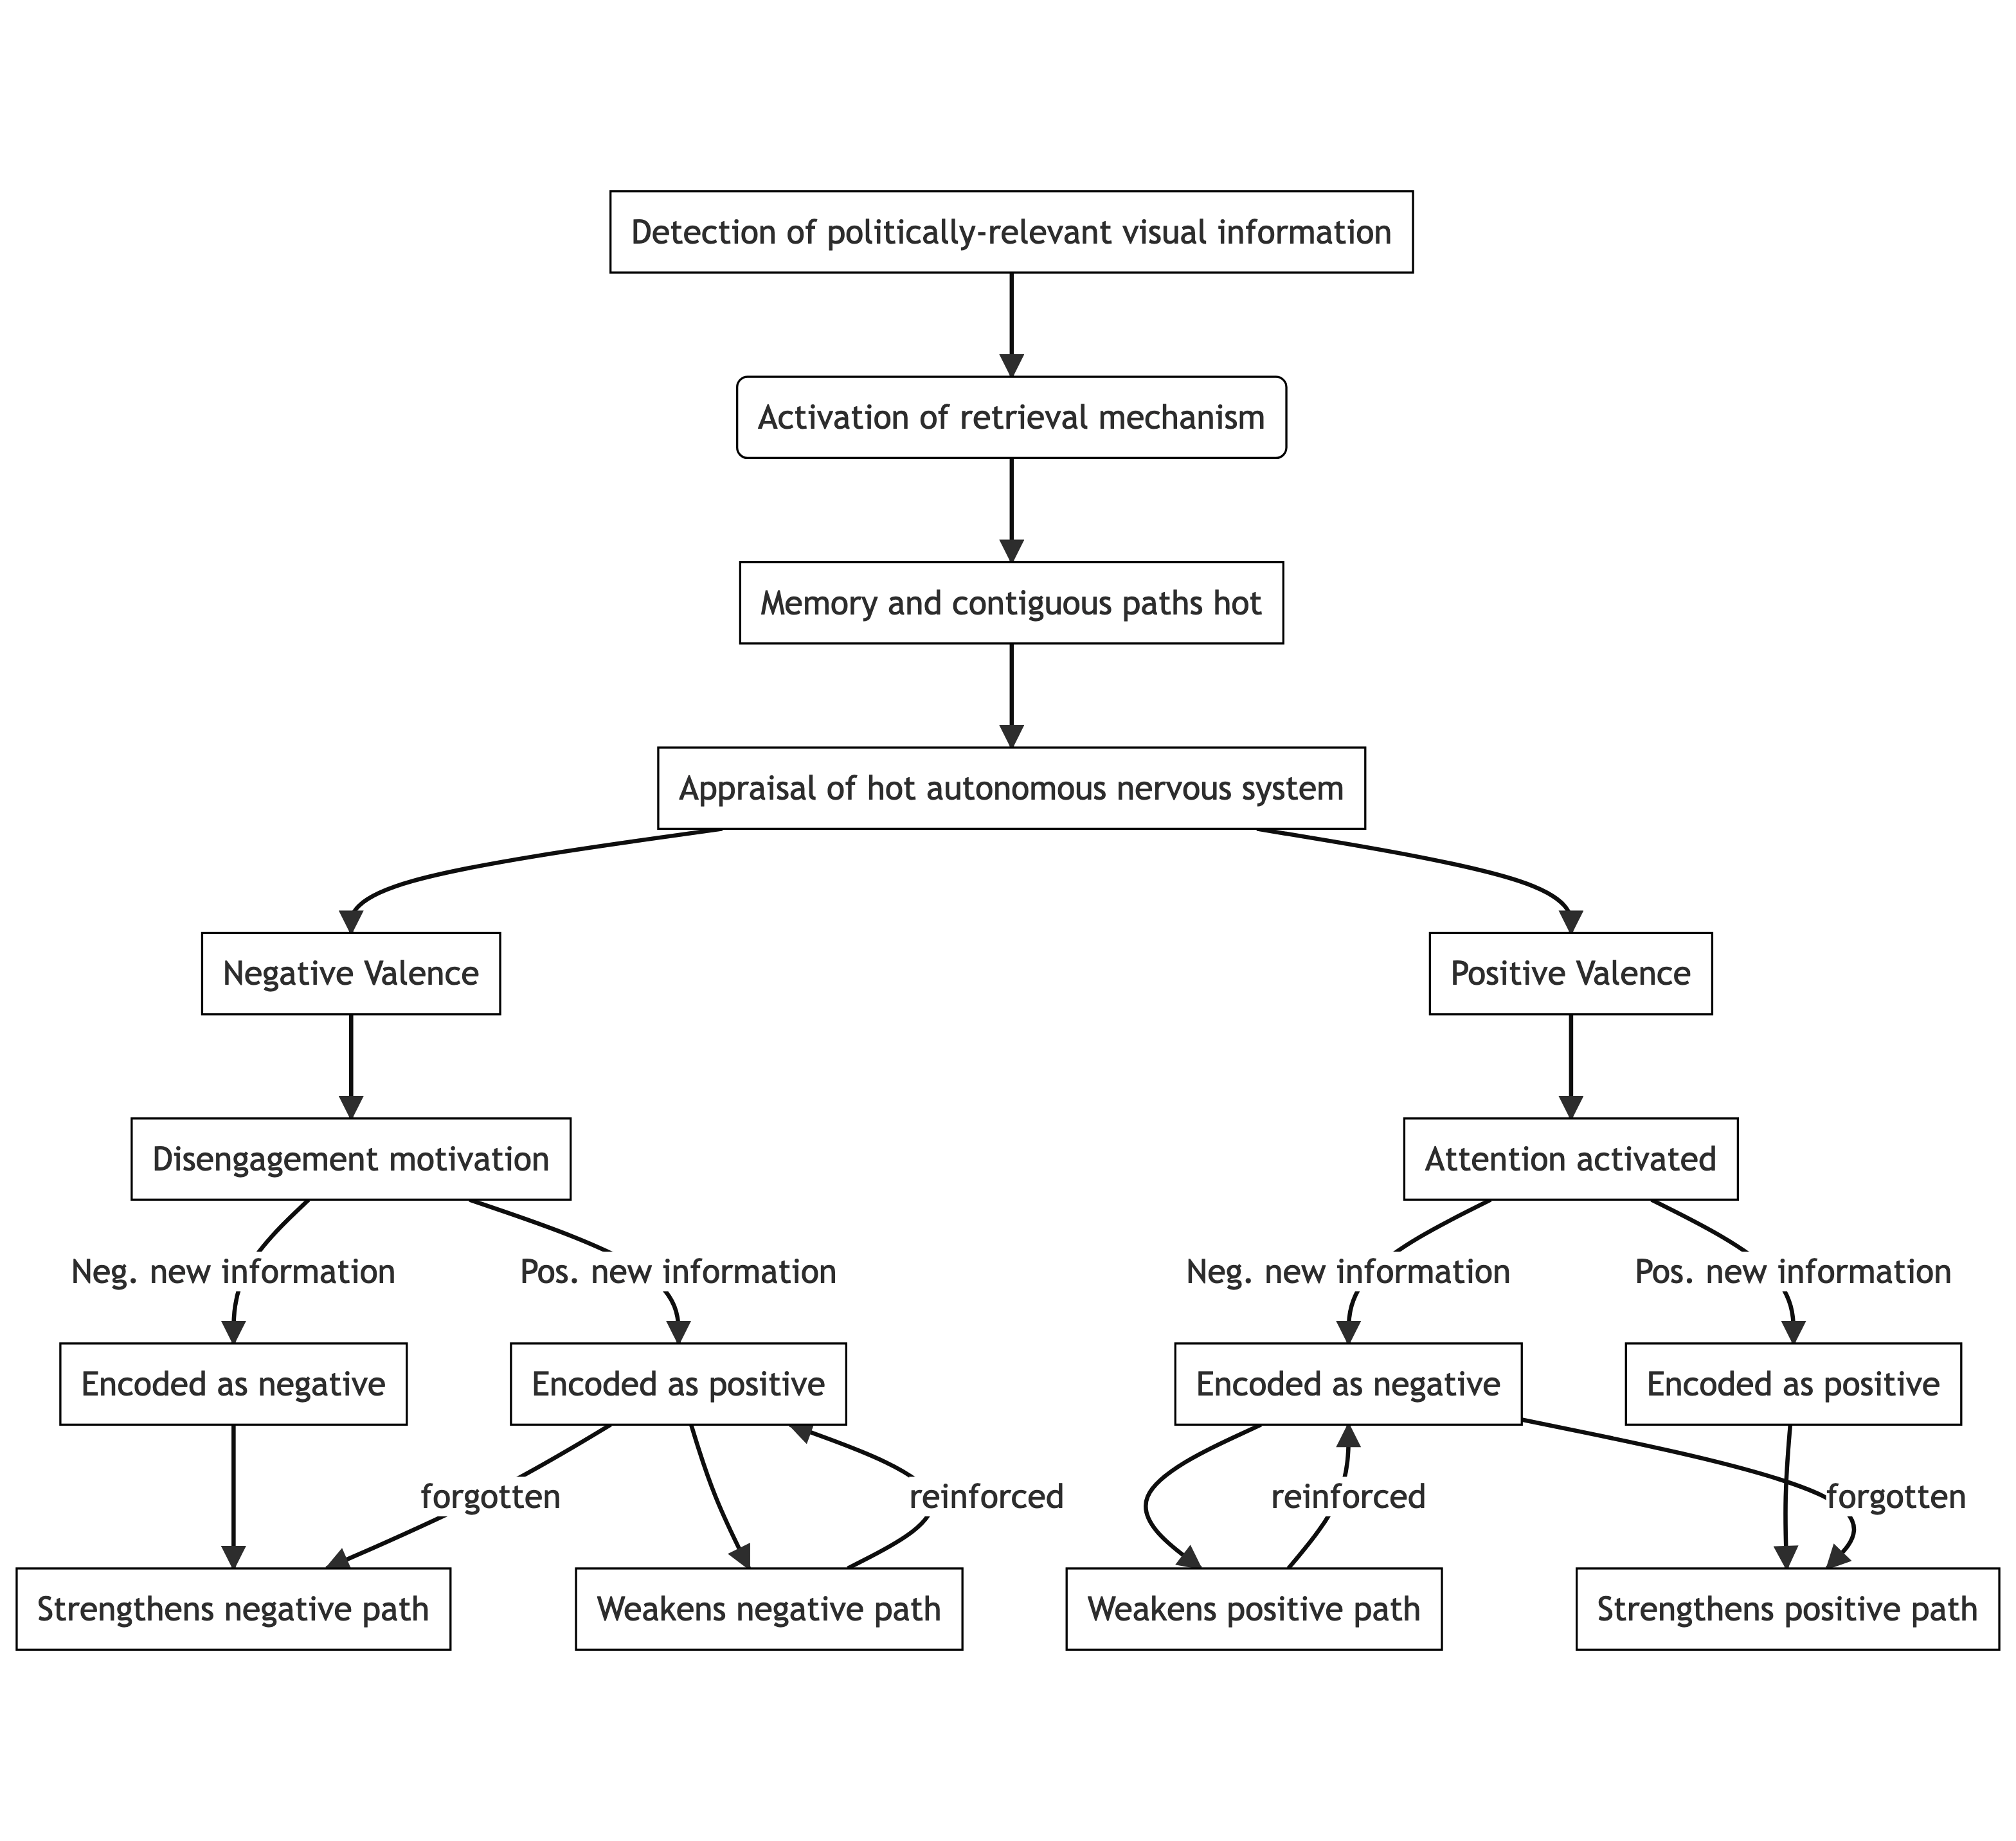 Detection of politically-relevant visual information
Activation of retrieval mechanism
Memory and contiguous paths hot
Appraisal of hot autonomous nervous system
Negative Valence
Positive Valence
Disengagement motivation
Attention activated
Neg. new information
Pos. new information
Neg. new information
Pos. new information
Encoded as negative
Encoded as positive
Encoded as negative
Encoded as positive
forgotten
reinforced
reinforced
forgotten
Strengthens negative path
Weakens negative path
Weakens positive path
Strengthens positive path